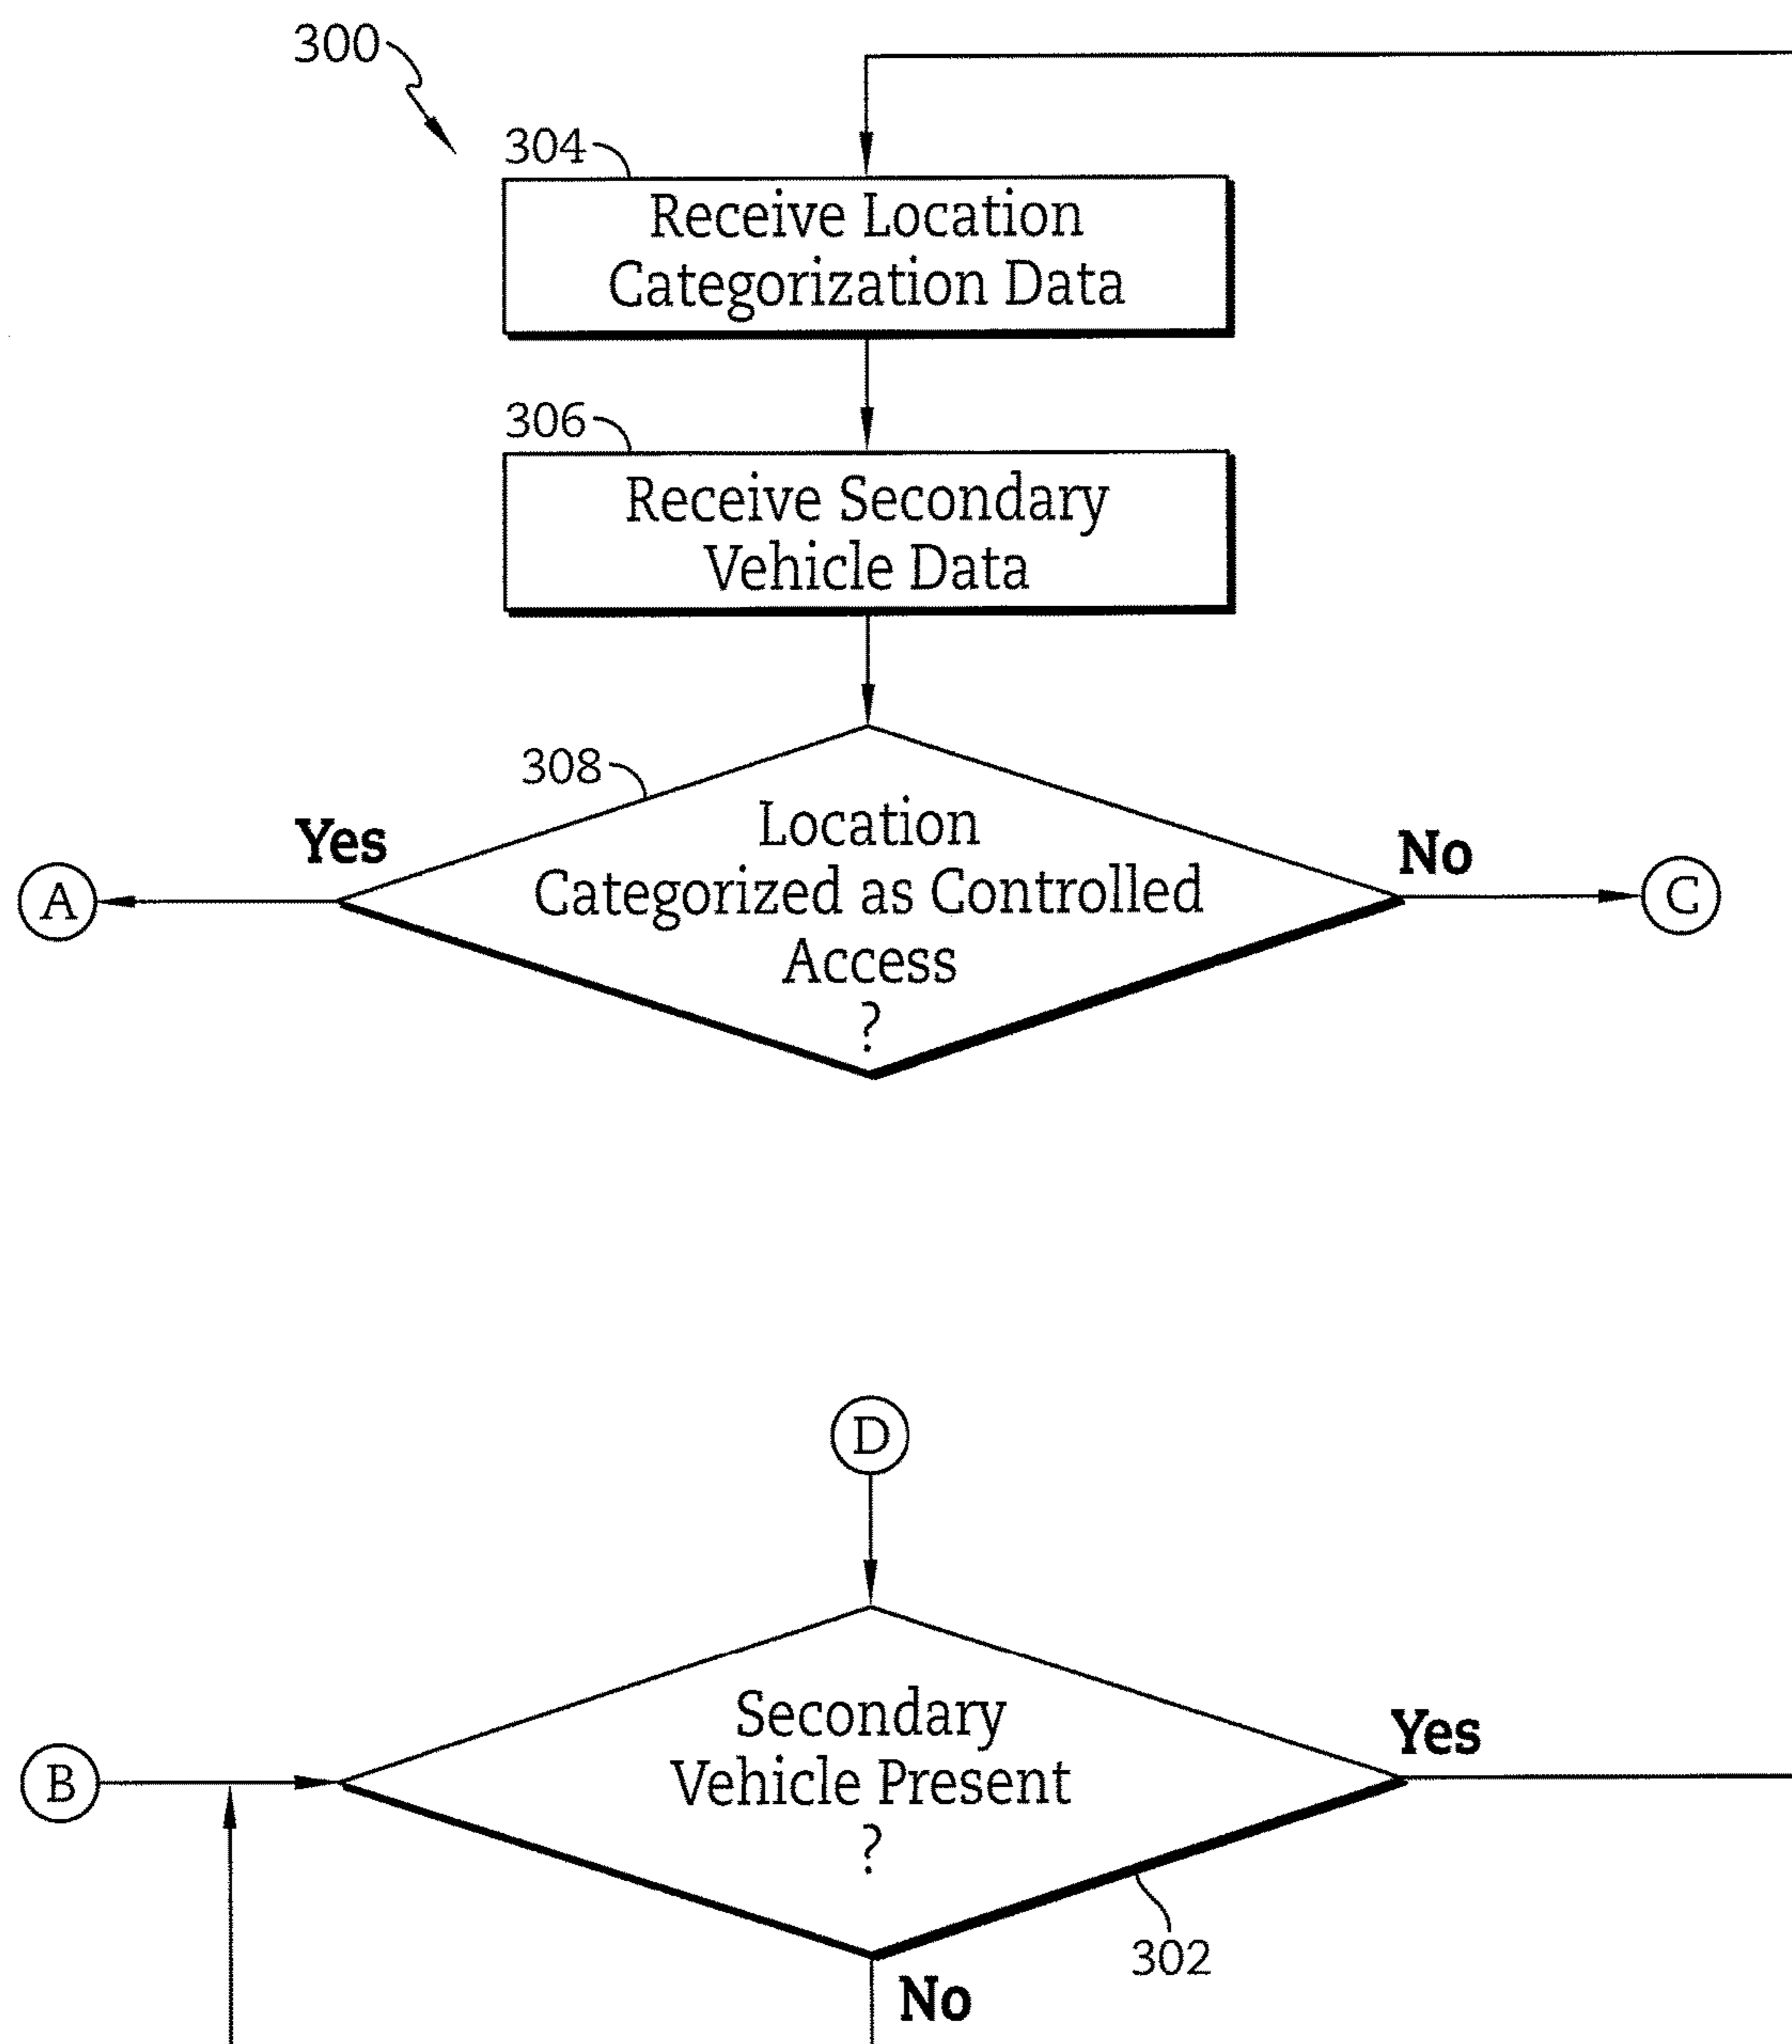 300
304
Receive Location
Categorization Data
306
Receive Secondary
Vehicle Data
308
Location
Categorized as Controlled
Access
?
Yes
No
A
C
D
Secondary
Vehicle Present
?
Yes
B
302
No